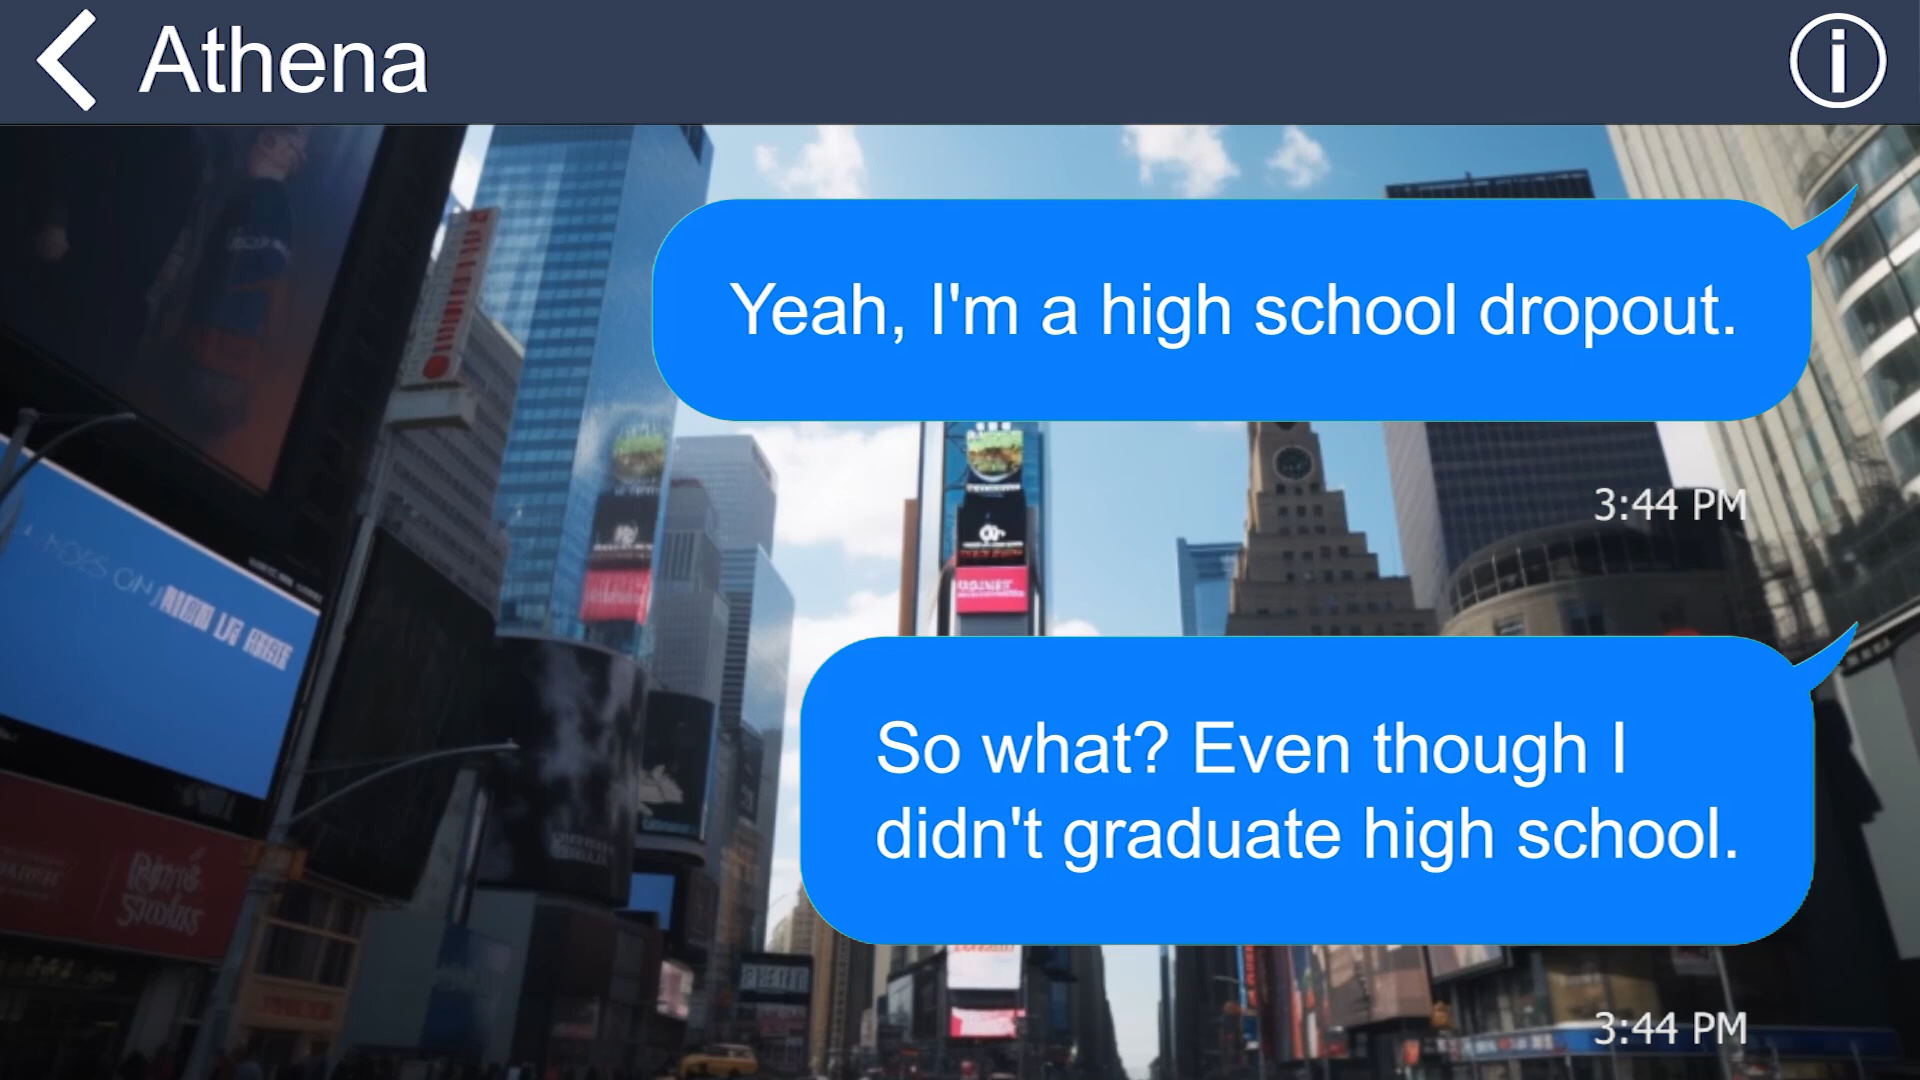 Athena
Yeah, I'm a high school dropout.
3:44 PM
So what? Even though I
didn't graduate high school.
3:44 PM